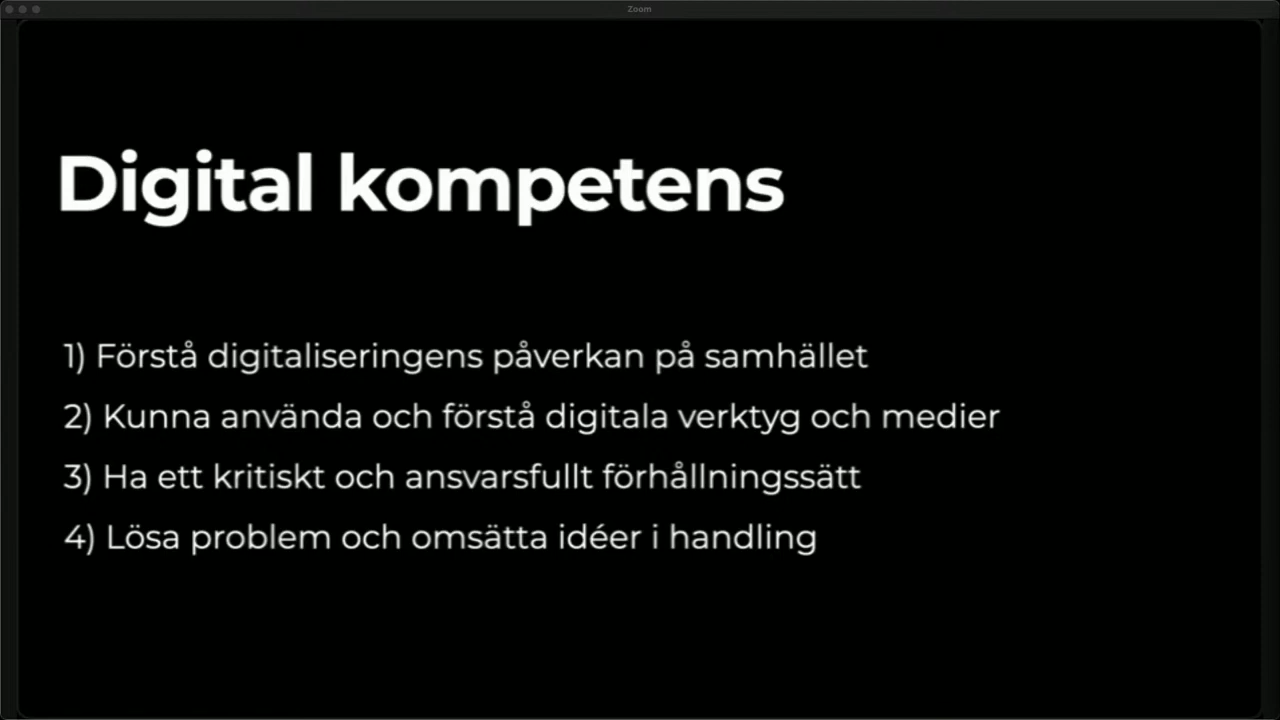 Zoom
Digital kompetens
1) Förstå digitaliseringens påverkan på samhället
2) Kunna använda och förstå digitala verktyg och medier
3) Ha ett kritiskt och ansvarsfullt förhållningssätt
4) Lösa problem och omsätta idéer i handling